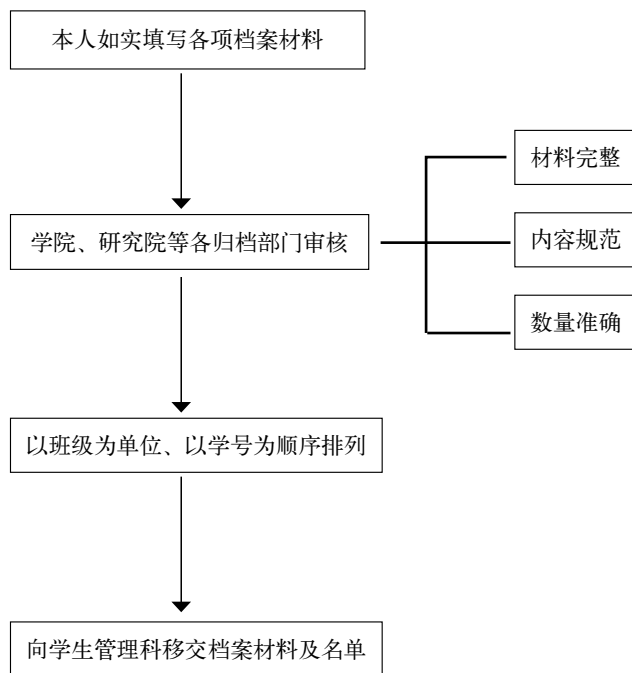 本人如实填写各项档案材料
材料完整
学院、研究院等各归档部门审核
内容规范
数量准确
以班级为单位、以学号为顺序排列
向学生管理科移交档案材料及名单